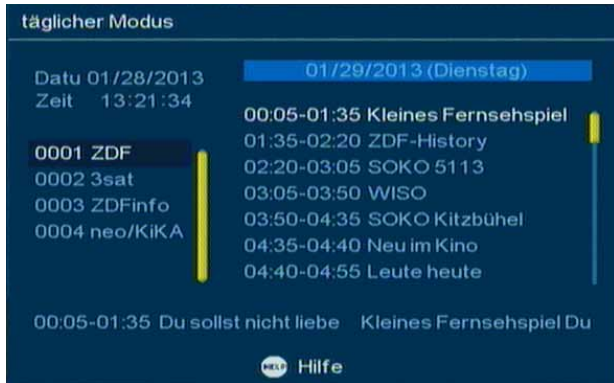 täglicher Modus
Datu 01/28/2013
Zeit 13:21:34
0001 ZDF
0002 3sat
0003 ZDFinfo
0004 neo/KiKA
01/29/2013 (Dienstag)
00:05-01:35 Kleines Fernsehspiel
01:35-02:20 ZDF-History
02:20-03:05 SOKO 5113
03:05-03:50 WISO
03:50-04:35 SOKO Kitzbühel
04:35-04:40 Neu im Kino
04:40-04:55 Leute heute
00:05-01:35 Du sollst nicht liebe Kleines Fernsehspiel Du
HELP Hilfe